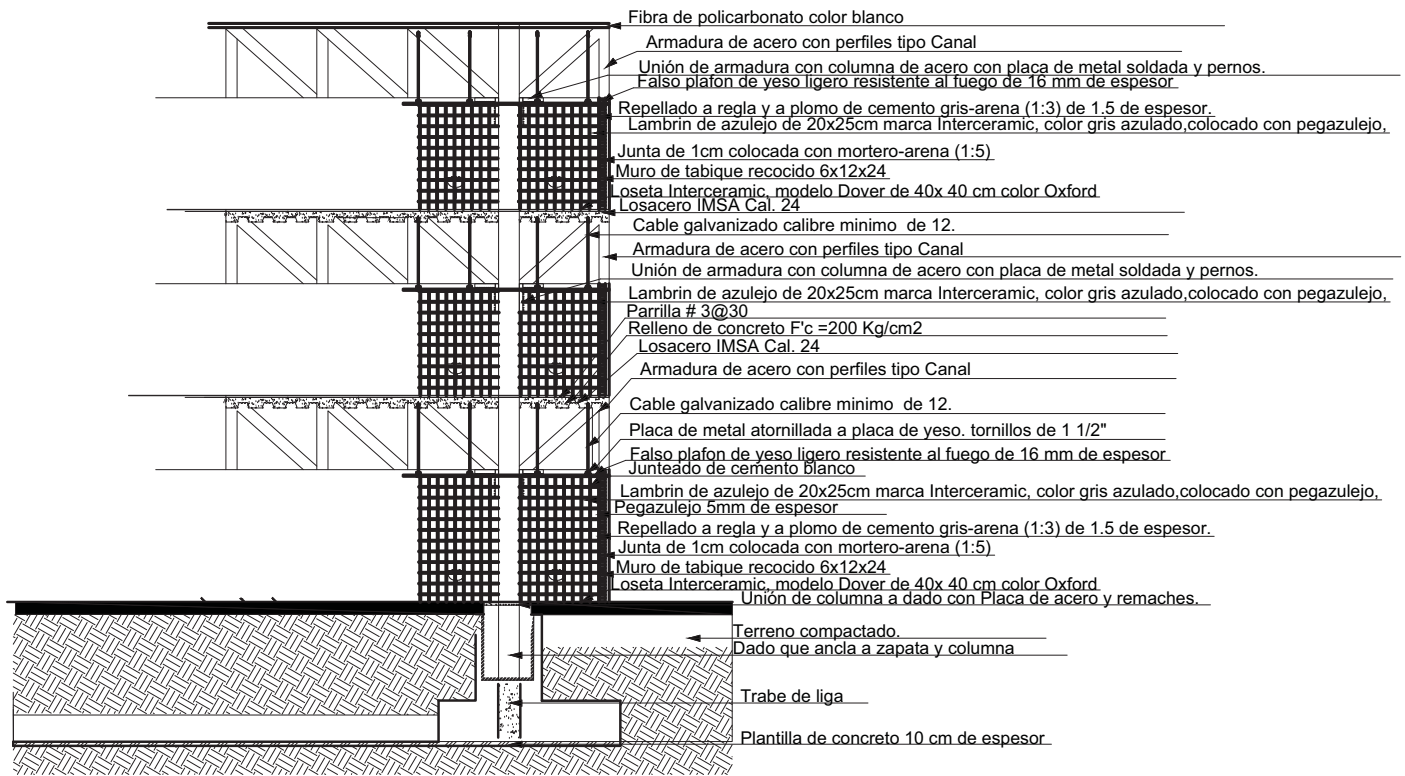 Fibra de policarbonato color blanco
Armadura de acero con perfiles tipo Canal
Unión de armadura con columna de acero con placa de metal soldada y pernos.
Falso plafon de yeso ligero resistente al fuego de 16 mm de espesor
Repellado a regla y a plomo de cemento gris-arena (1:3) de 1.5 de espesor.
Lambrin de azulejo de 20x25cm marca Interceramic, color gris azulado,colocado con pegazulejo,
Junta de 1cm colocada con mortero-arena (1:5)
Muro de tabique recocido 6x12x24
Loseta Interceramic, modelo Dover de 40x 40 cm color Oxford
Losacero IMSA Cal. 24
Cable galvanizado calibre minimo de 12.
Armadura de acero con perfiles tipo Canal
Unión de armadura con columna de acero con placa de metal soldada y pernos.
Lambrin de azulejo de 20x25cm marca Interceramic, color gris azulado,colocado con pegazulejo,
Parrilla # 3@30
Relleno de concreto F'c =200 Kg/cm2
Losacero IMSA Cal. 24
Armadura de acero con perfiles tipo Canal
Cable galvanizado calibre minimo de 12.
Placa de metal atornillada a placa de yeso. tornillos de 1 1/2"
Falso plafon de yeso ligero resistente al fuego de 16 mm de espesor
Junteado de cemento blanco
Lambrin de azulejo de 20x25cm marca Interceramic, color gris azulado,colocado con pegazulejo,
Pegazulejo 5mm de espesor
Repellado a regla y a plomo de cemento gris-arena (1:3) de 1.5 de espesor.
Junta de 1cm colocada con mortero-arena (1:5)
Muro de tabique recocido 6x12x24
Loseta Interceramic, modelo Dover de 40x 40 cm color Oxford
Unión de columna a dado con Placa de acero y remaches.
Terreno compactado.
Dado que ancla a zapata y columna
Trabe de liga
Plantilla de concreto 10 cm de espesor